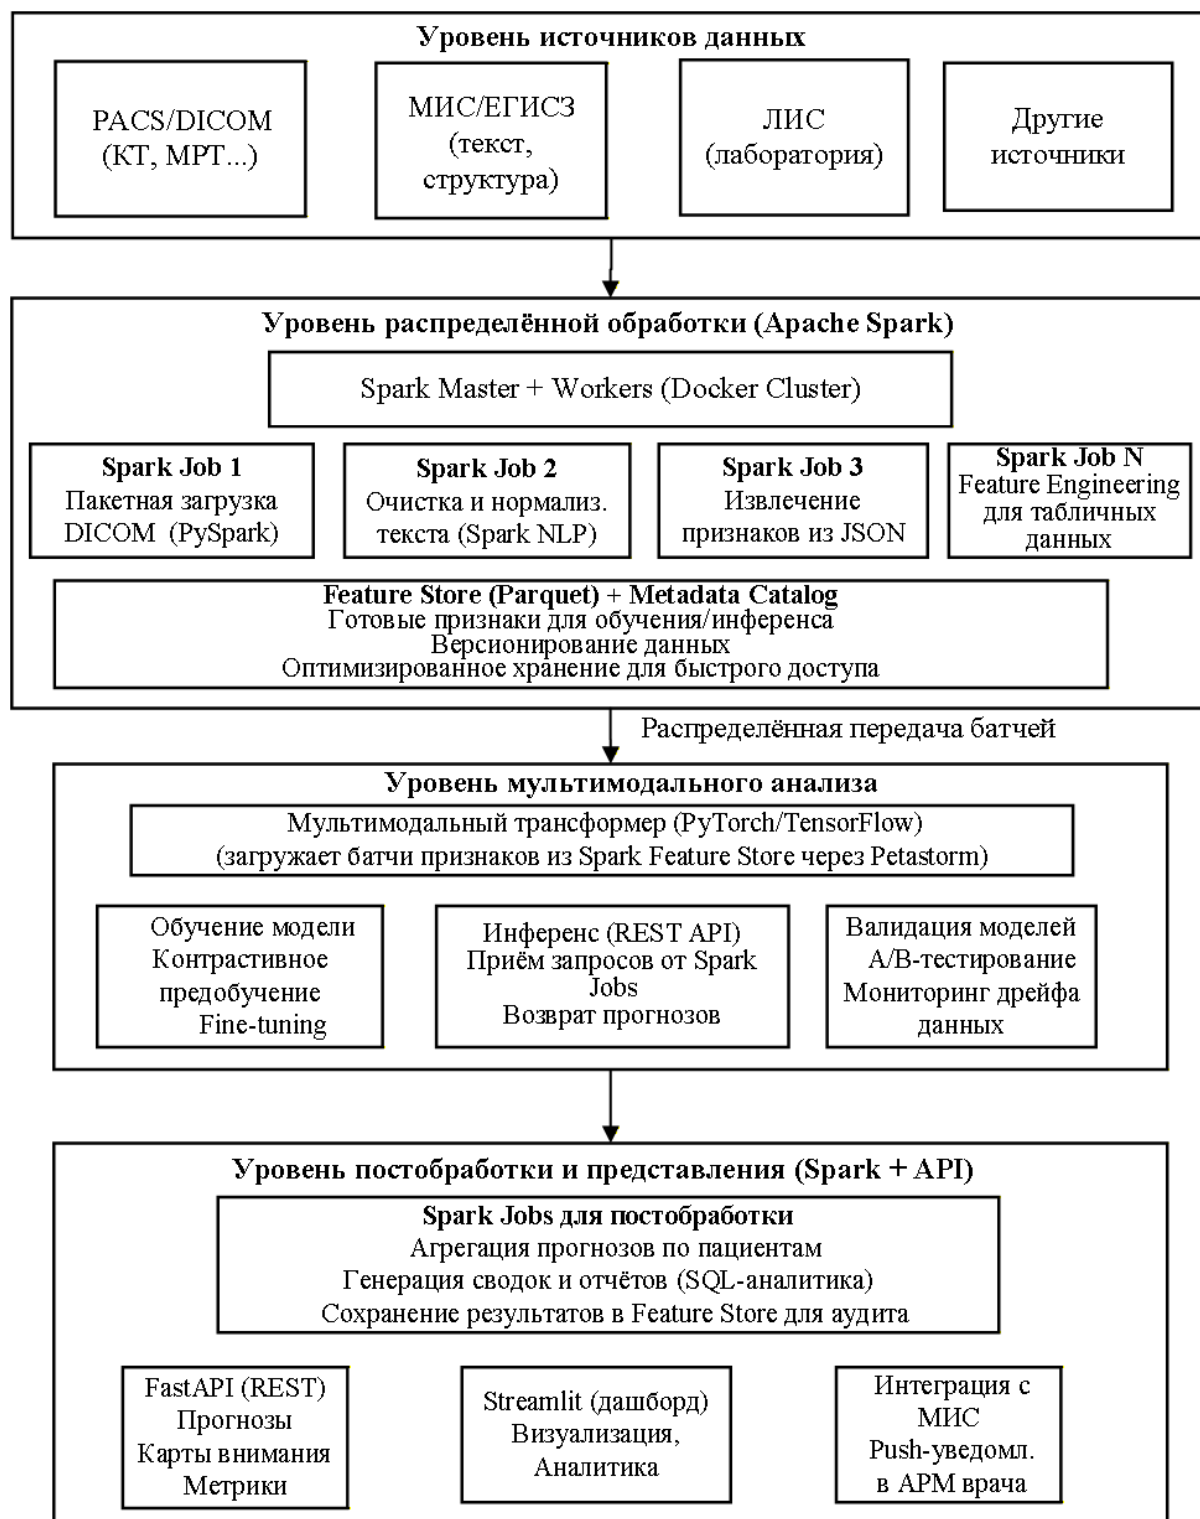 Уровень источников данных
PACS/DICOM
(КТ, МРТ...)
МИС/ЕГИСЗ
(текст,
структура)
ЛИС
(лаборатория)
Другие
источники
Уровень распределённой обработки (Apache Spark)
Spark Master + Workers (Docker Cluster)
Spark Job 1
Пакетная загрузка
DICOM (PySpark)
Spark Job 2
Очистка и нормализ.
текста (Spark NLP)
Spark Job 3
Извлечение
признаков из JSON
Spark Job N
Feature Engineering
для табличных
данных
Feature Store (Parquet) + Metadata Catalog
Готовые признаки для обучения/инференса
Версионирование данных
Оптимизированное хранение для быстрого доступа
Распределённая передача батчей
Уровень мультимодального анализа
Мультимодальный трансформер (PyTorch/TensorFlow)
(загружает батчи признаков из Spark Feature Store через Petastorm)
Обучение модели
Контрастивное
предобучение
Fine-tuning
Инференс (REST API)
Приём запросов от Spark
Jobs
Возврат прогнозов
Валидация моделей
A/B-тестирование
Мониторинг дрейфа
данных
Уровень постобработки и представления (Spark + API)
Spark Jobs для постобработки
Агрегация прогнозов по пациентам
Генерация сводок и отчётов (SQL-аналитика)
Сохранение результатов в Feature Store для аудита
FastAPI (REST)
Прогнозы
Карты внимания
Метрики
Streamlit (дашборд)
Визуализация,
Аналитика
Интеграция с
МИС
Push-уведомл.
в АРМ врача